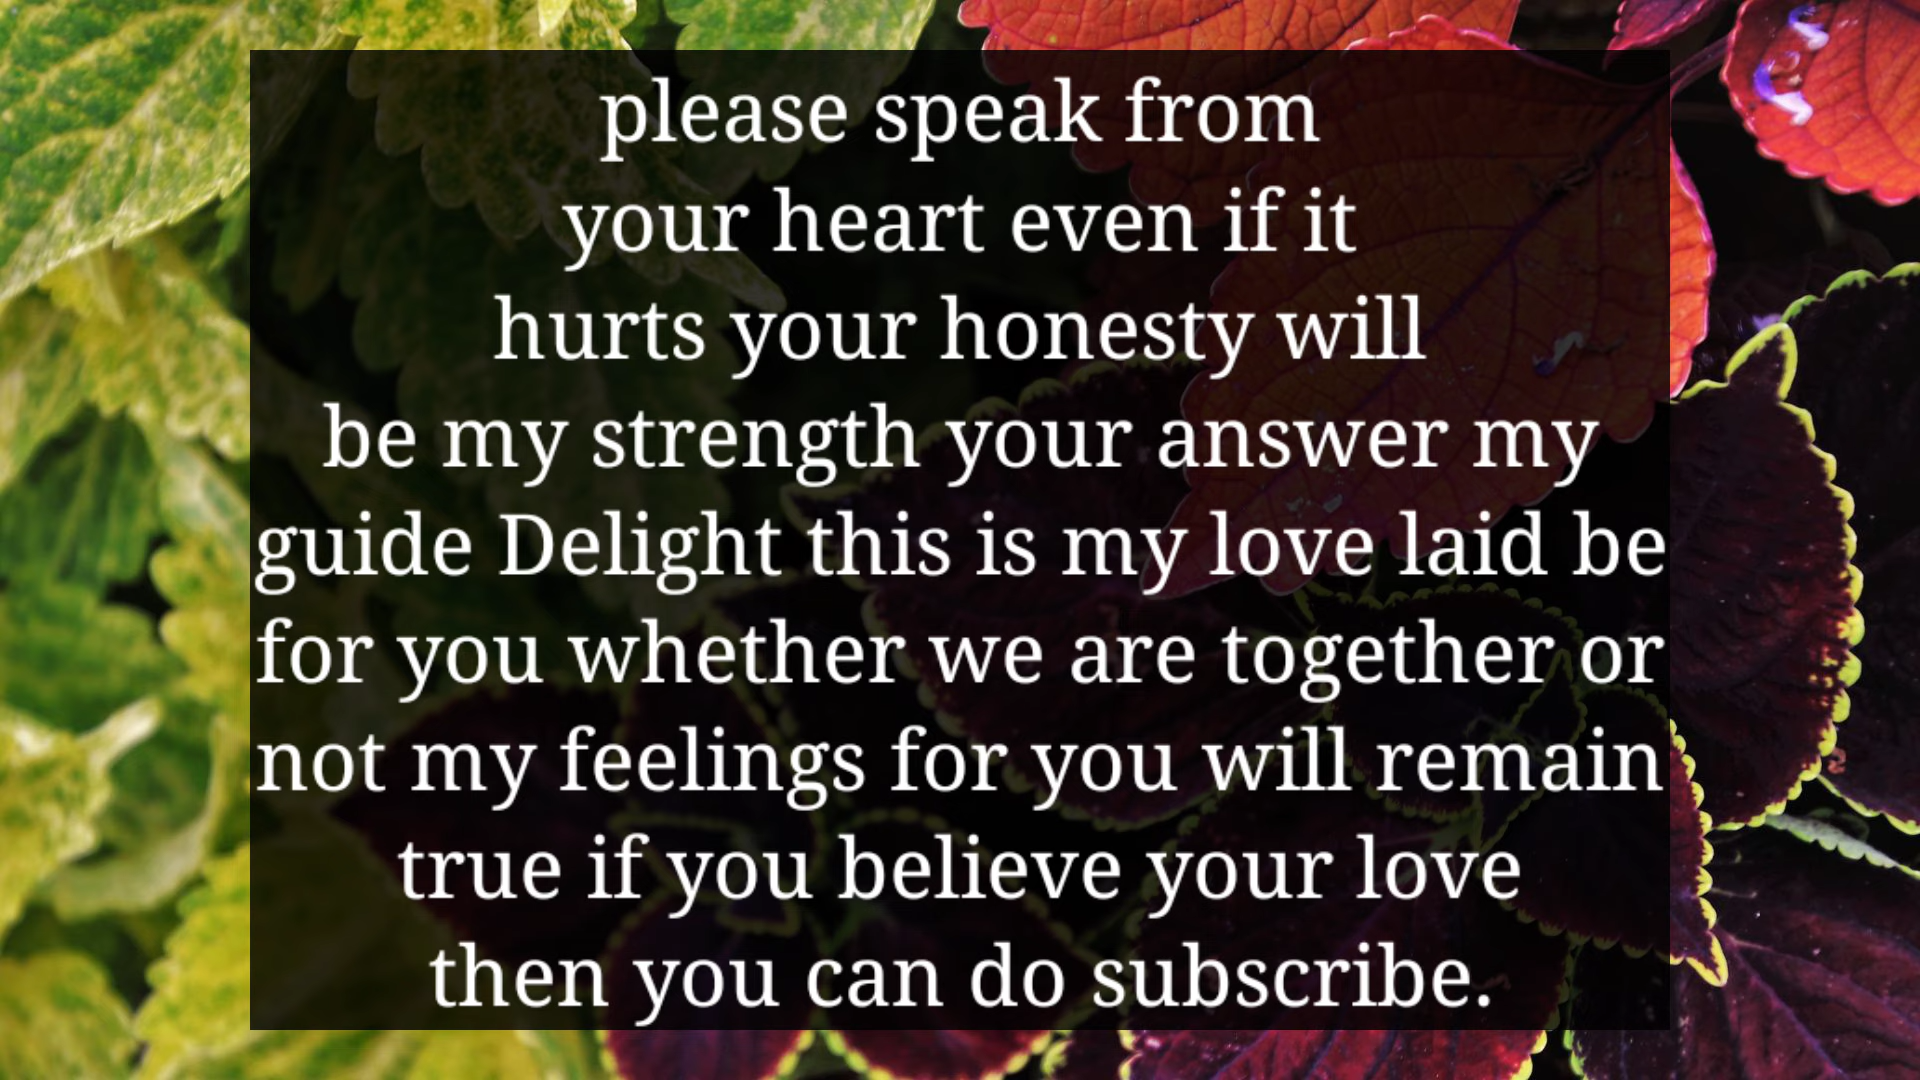 please speak from
your heart even if it
hurts your honesty will
be my strength your answer my
guide Delight this is my love laid be
for you whether we are together or
not my feelings for you will remain
true if you believe your love
then you can do subscribe.